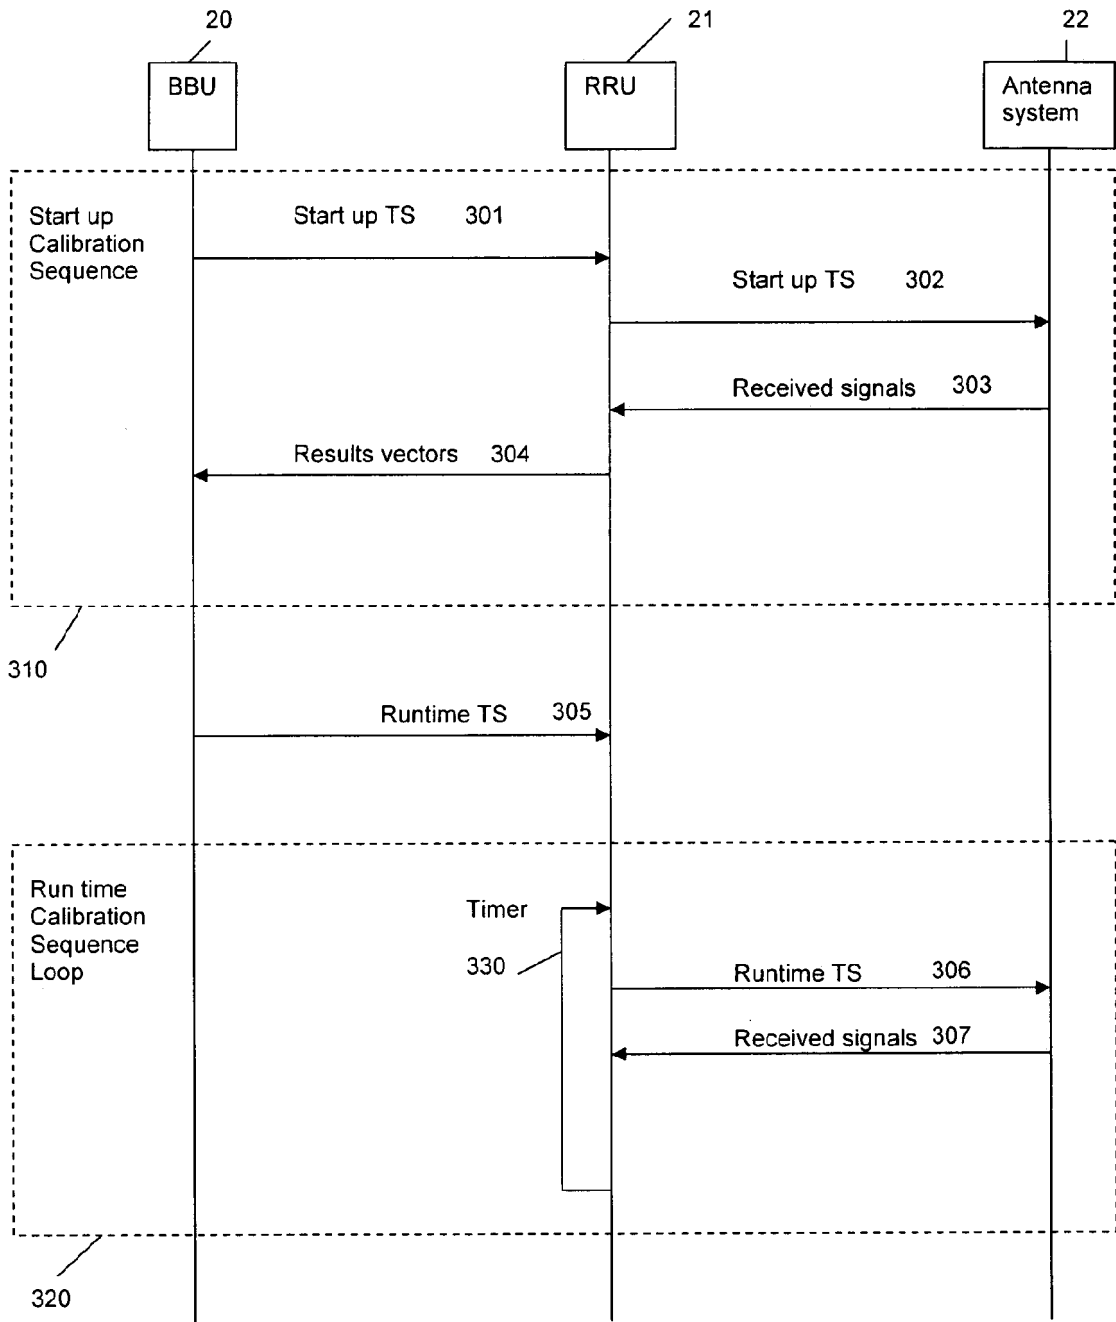 20
21
22
BBU
RRU
Antenna
system
Start up
Calibration
Sequence
Start up TS 301
Start up TS 302
Received signals 303
Results vectors 304
310
Runtime TS 305
Run time
Calibration
Sequence
Loop
Timer
330
Runtime TS 306
Received signals 307
320